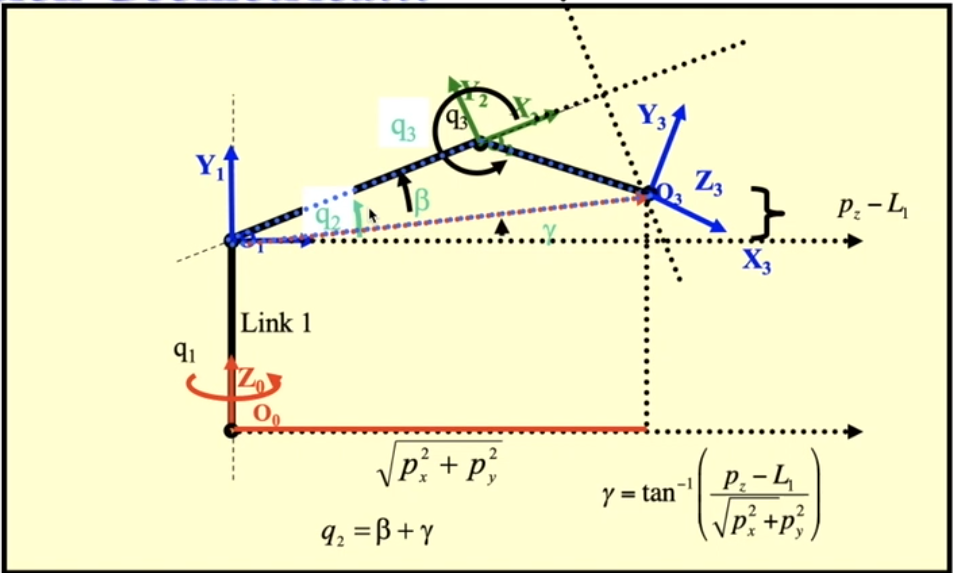 Y₂
X₂
q₃
q₃
Y₃
Y₁
Z₃
O₃
β
q₂
p_z − L₁
γ
O₁
X₃
Link 1
q₁
Z₀
O₀
√(p_x² + p_y²)
γ = tan⁻¹((p_z − L₁)/√(p_x² + p_y²))
q₂ = β + γ